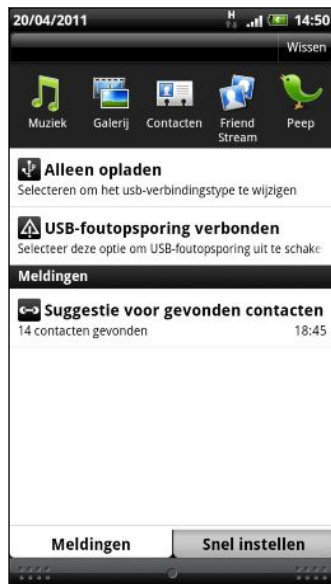 20/04/2011 H 14:50
Wissen
Muziek Galerij Contacten Friend Stream Peep
Alleen opladen
Selecteren om het usb-verbindingstype te wijzigen
USB-foutopsporing verbonden
Selecteer deze optie om USB-foutopsporing uit te schake
Meldingen
Suggestie voor gevonden contacten
14 contacten gevonden 18:45
Meldingen Snel instellen